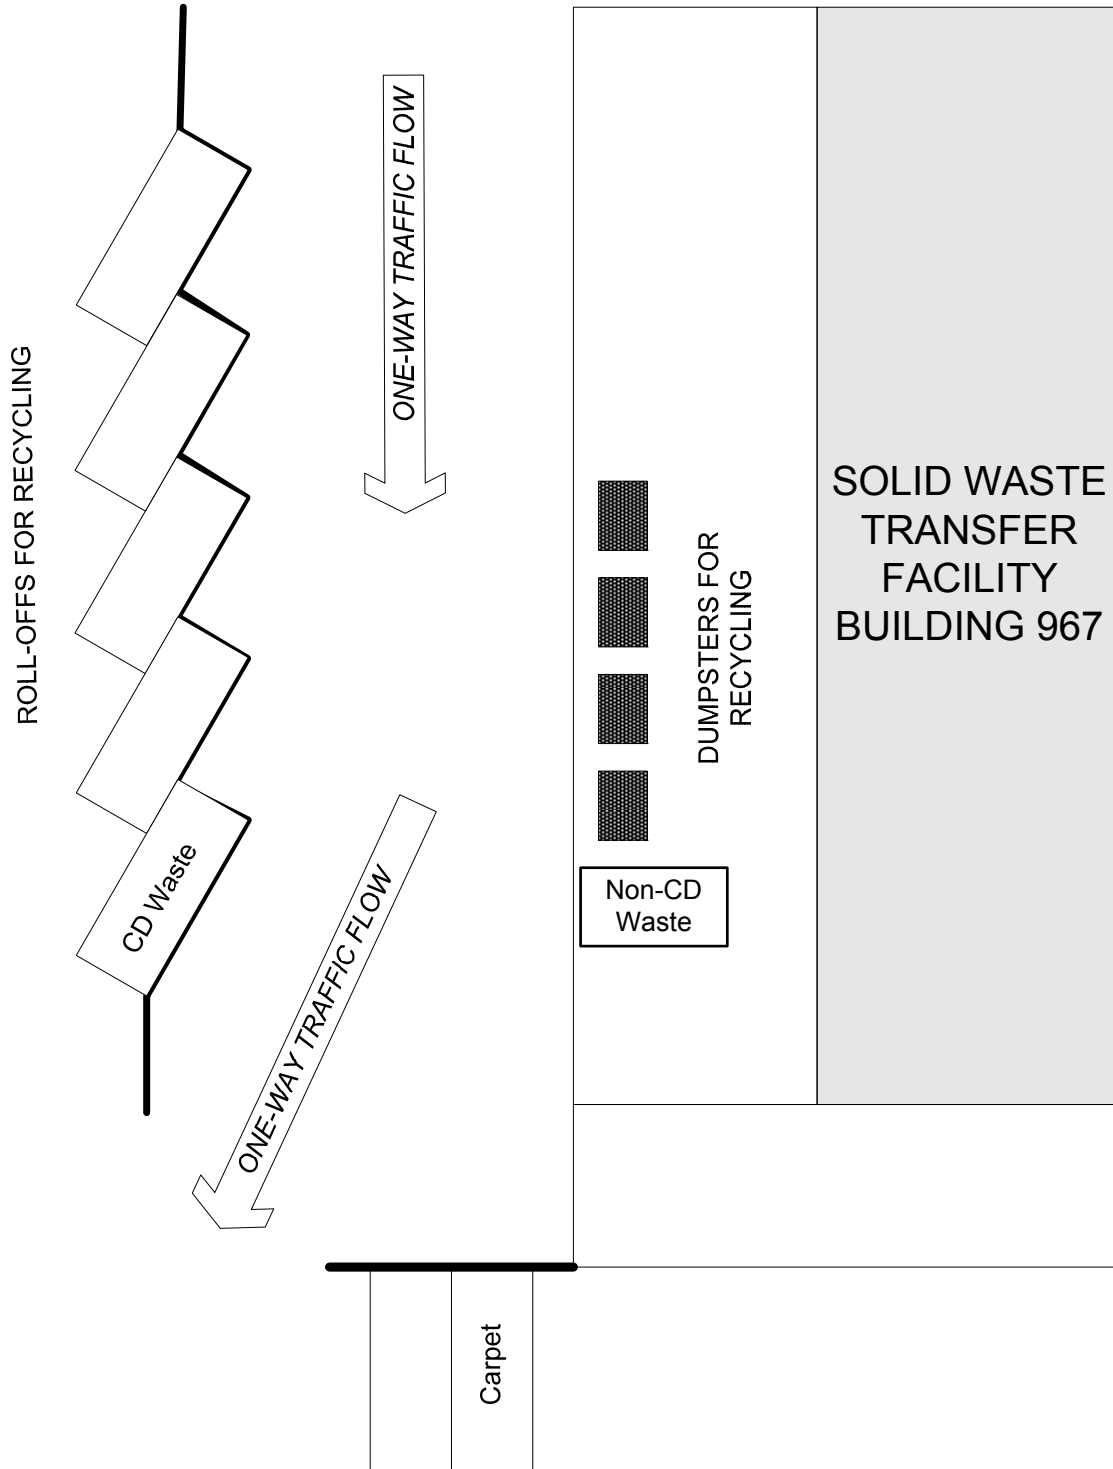 ROLL-OFFS FOR RECYCLING
ONE-WAY TRAFFIC FLOW
SOLID WASTE
TRANSFER
FACILITY
BUILDING 967
DUMPSTERS FOR
RECYCLING
CD Waste
Non-CD
Waste
ONE-WAY TRAFFIC FLOW
Carpet